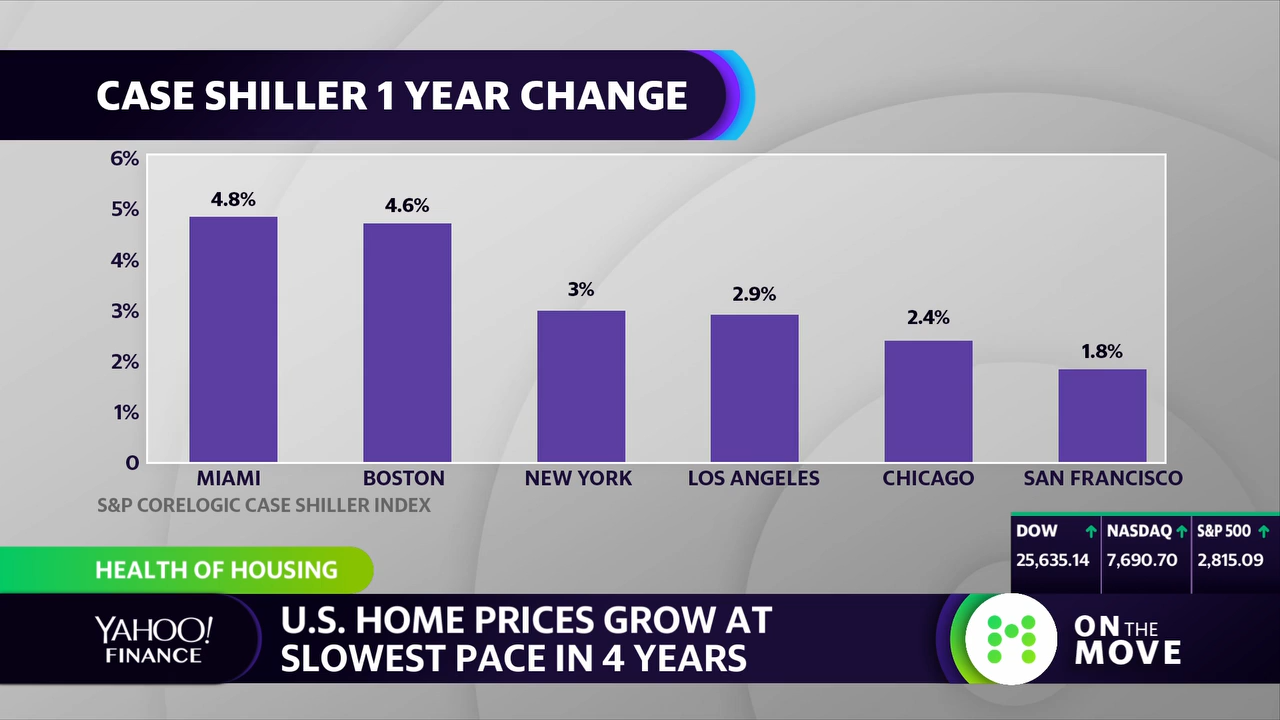 CASE SHILLER 1 YEAR CHANGE
6%
5%
4%
3%
2%
1%
0
4.8%
4.6%
3%
2.9%
2.4%
1.8%
MIAMI BOSTON NEW YORK LOS ANGELES CHICAGO SAN FRANCISCO
S&P CORELOGIC CASE SHILLER INDEX
DOW NASDAQ S&P 500
25,635.14 7,690.70 2,815.09
HEALTH OF HOUSING
YAHOO!
FINANCE
U.S. HOME PRICES GROW AT
SLOWEST PACE IN 4 YEARS
ON THE
MOVE